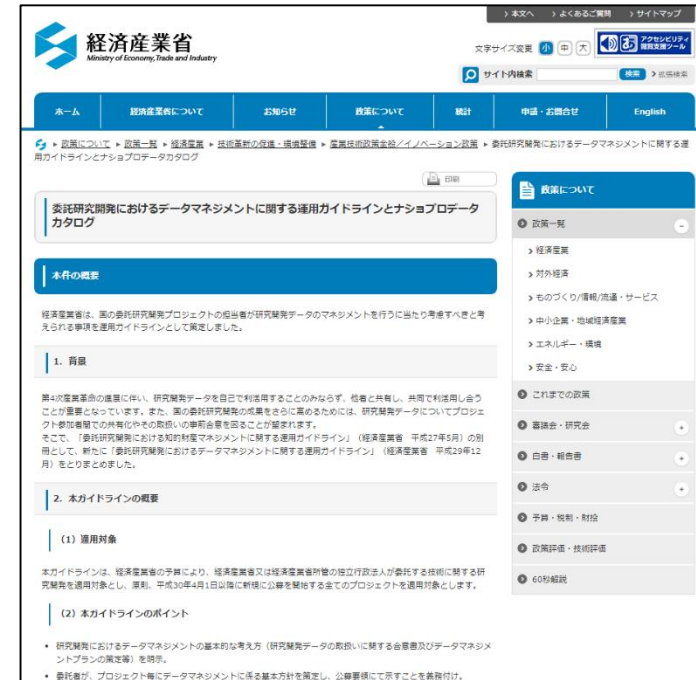 本文へ よくあるご質問 サイトマップ
経済産業省
Ministry of Economy, Trade and Industry
文字サイズ変更 小 中 大 アクセシビリティ
閲覧支援ツール
サイト内検索 検索 拡張検索
ホーム 経済産業省について お知らせ 政策について 統計 申請・お問合せ English
政策について 政策一覧 経済産業 技術革新の促進・環境整備 産業技術政策全般/イノベーション政策 委託研究開発におけるデータマネジメントに関する運
用ガイドラインとナショプロデータカタログ
印刷
委託研究開発におけるデータマネジメントに関する運用ガイドラインとナショプロデータ
カタログ
本件の概要
経済産業省は、国の委託研究開発プロジェクトの担当者が研究開発データのマネジメントを行うに当たり考慮すべきと考
えられる事項を運用ガイドラインとして策定しました。
1. 背景
第4次産業革命の進展に伴い、研究開発データを自己で利活用することのみならず、他者と共有し、共同で利活用し合う
ことが重要となっています。また、国の委託研究開発の成果をさらに高めるためには、研究開発データについてプロジェ
クト参加者間での共有化やその取扱いの事前合意を図ることが望まれます。
そこで、「委託研究開発における知的財産マネジメントに関する運用ガイドライン」（経済産業省 平成27年5月）の別
冊として、新たに「委託研究開発におけるデータマネジメントに関する運用ガイドライン」（経済産業省 平成29年12
月）をとりまとめました。
2. 本ガイドラインの概要
（1）適用対象
本ガイドラインは、経済産業省の予算により、経済産業省又は経済産業省所管の独立行政法人が委託する技術に関する研
究開発を適用対象とし、原則、平成30年4月1日以降に新規に公募を開始する全てのプロジェクトを適用対象とします。
（2）本ガイドラインのポイント
• 研究開発におけるデータマネジメントの基本的な考え方（研究開発データの取扱いに関する合意書及びデータマネジメ
ントプランの策定等）を明示。
• 委託者が、プロジェクト毎にデータマネジメントに係る基本方針を策定し、公募要領にて示すことを義務付け。
政策について
政策一覧
経済産業
対外経済
ものづくり/情報/流通・サービス
中小企業・地域経済産業
エネルギー・環境
安全・安心
これまでの政策
審議会・研究会
白書・報告書
法令
予算・税制・財投
政策評価・技術評価
60秒解説